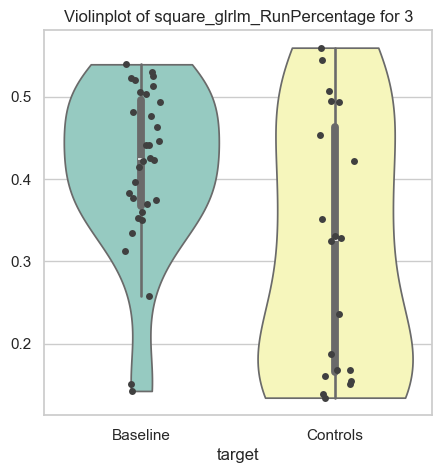 Violinplot of square_glrlm_RunPercentage for 3
0.5
0.4
0.3
0.2
Baseline Controls
target